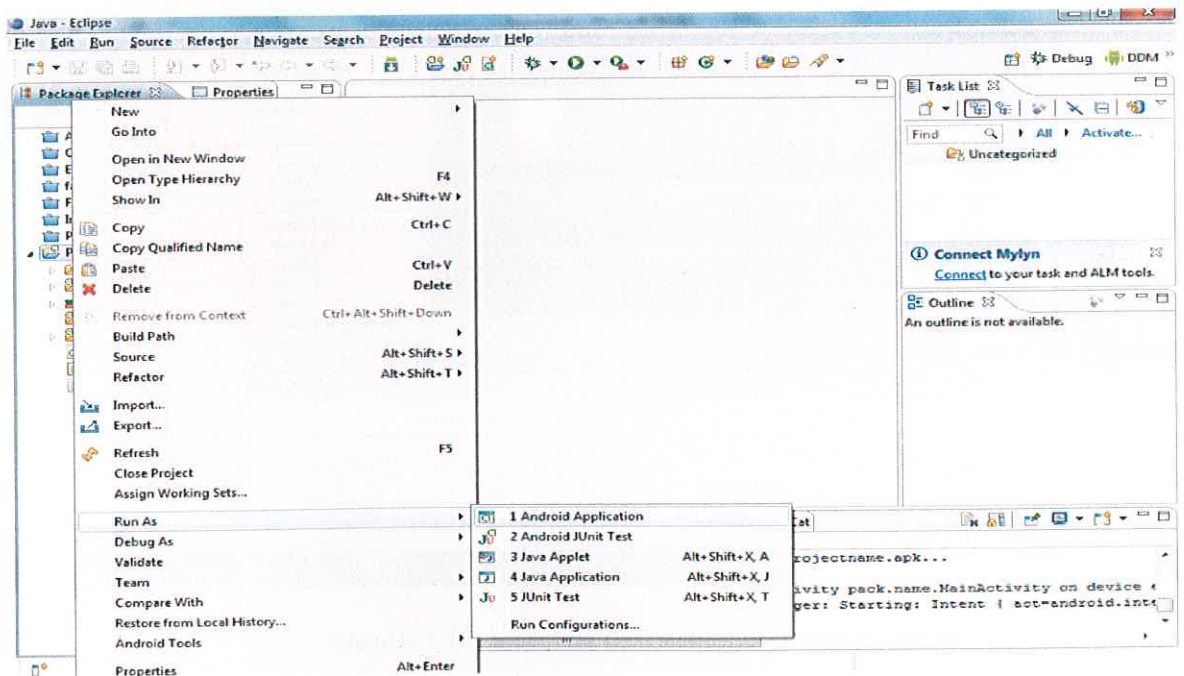 Java - Eclipse
File Edit Run Source Refactor Navigate Search Project Window Help
Debug DDM
Package Explorer Properties
Task List
Find All Activate...
Uncategorized
Connect Mylyn
Connect to your task and ALM tools.
Outline
An outline is not available.
A
C
E
f
F
I
P
P
New
Go Into
Open in New Window
Open Type Hierarchy F4
Show In Alt+Shift+W
Copy Ctrl+C
Copy Qualified Name
Paste Ctrl+V
Delete Delete
Remove from Context Ctrl+Alt+Shift+Down
Build Path
Source Alt+Shift+S
Refactor Alt+Shift+T
Import...
Export...
Refresh F5
Close Project
Assign Working Sets...
Run As
Debug As
Validate
Team
Compare With
Restore from Local History...
Android Tools
Properties Alt+Enter
1 Android Application
2 Android JUnit Test
3 Java Applet Alt+Shift+X, A
4 Java Application Alt+Shift+X, J
5 JUnit Test Alt+Shift+X, T
Run Configurations...
Cat
rojectname.apk...
ivity pack.name.MainActivity on device
ger: Starting: Intent { act=android.inte